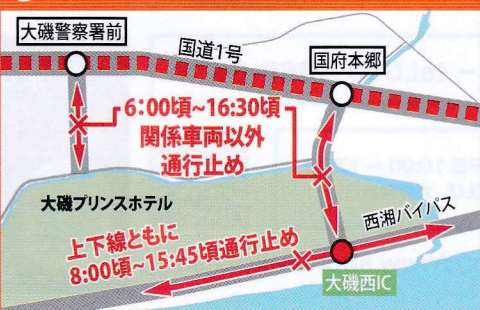 大磯警察署前
国道1号
国府本郷
6:00頃~16:30頃
関係車両以外
通行止め
大磯プリンスホテル
西湘バイパス
上下線ともに
8:00頃~15:45頃通行止め
大磯西IC